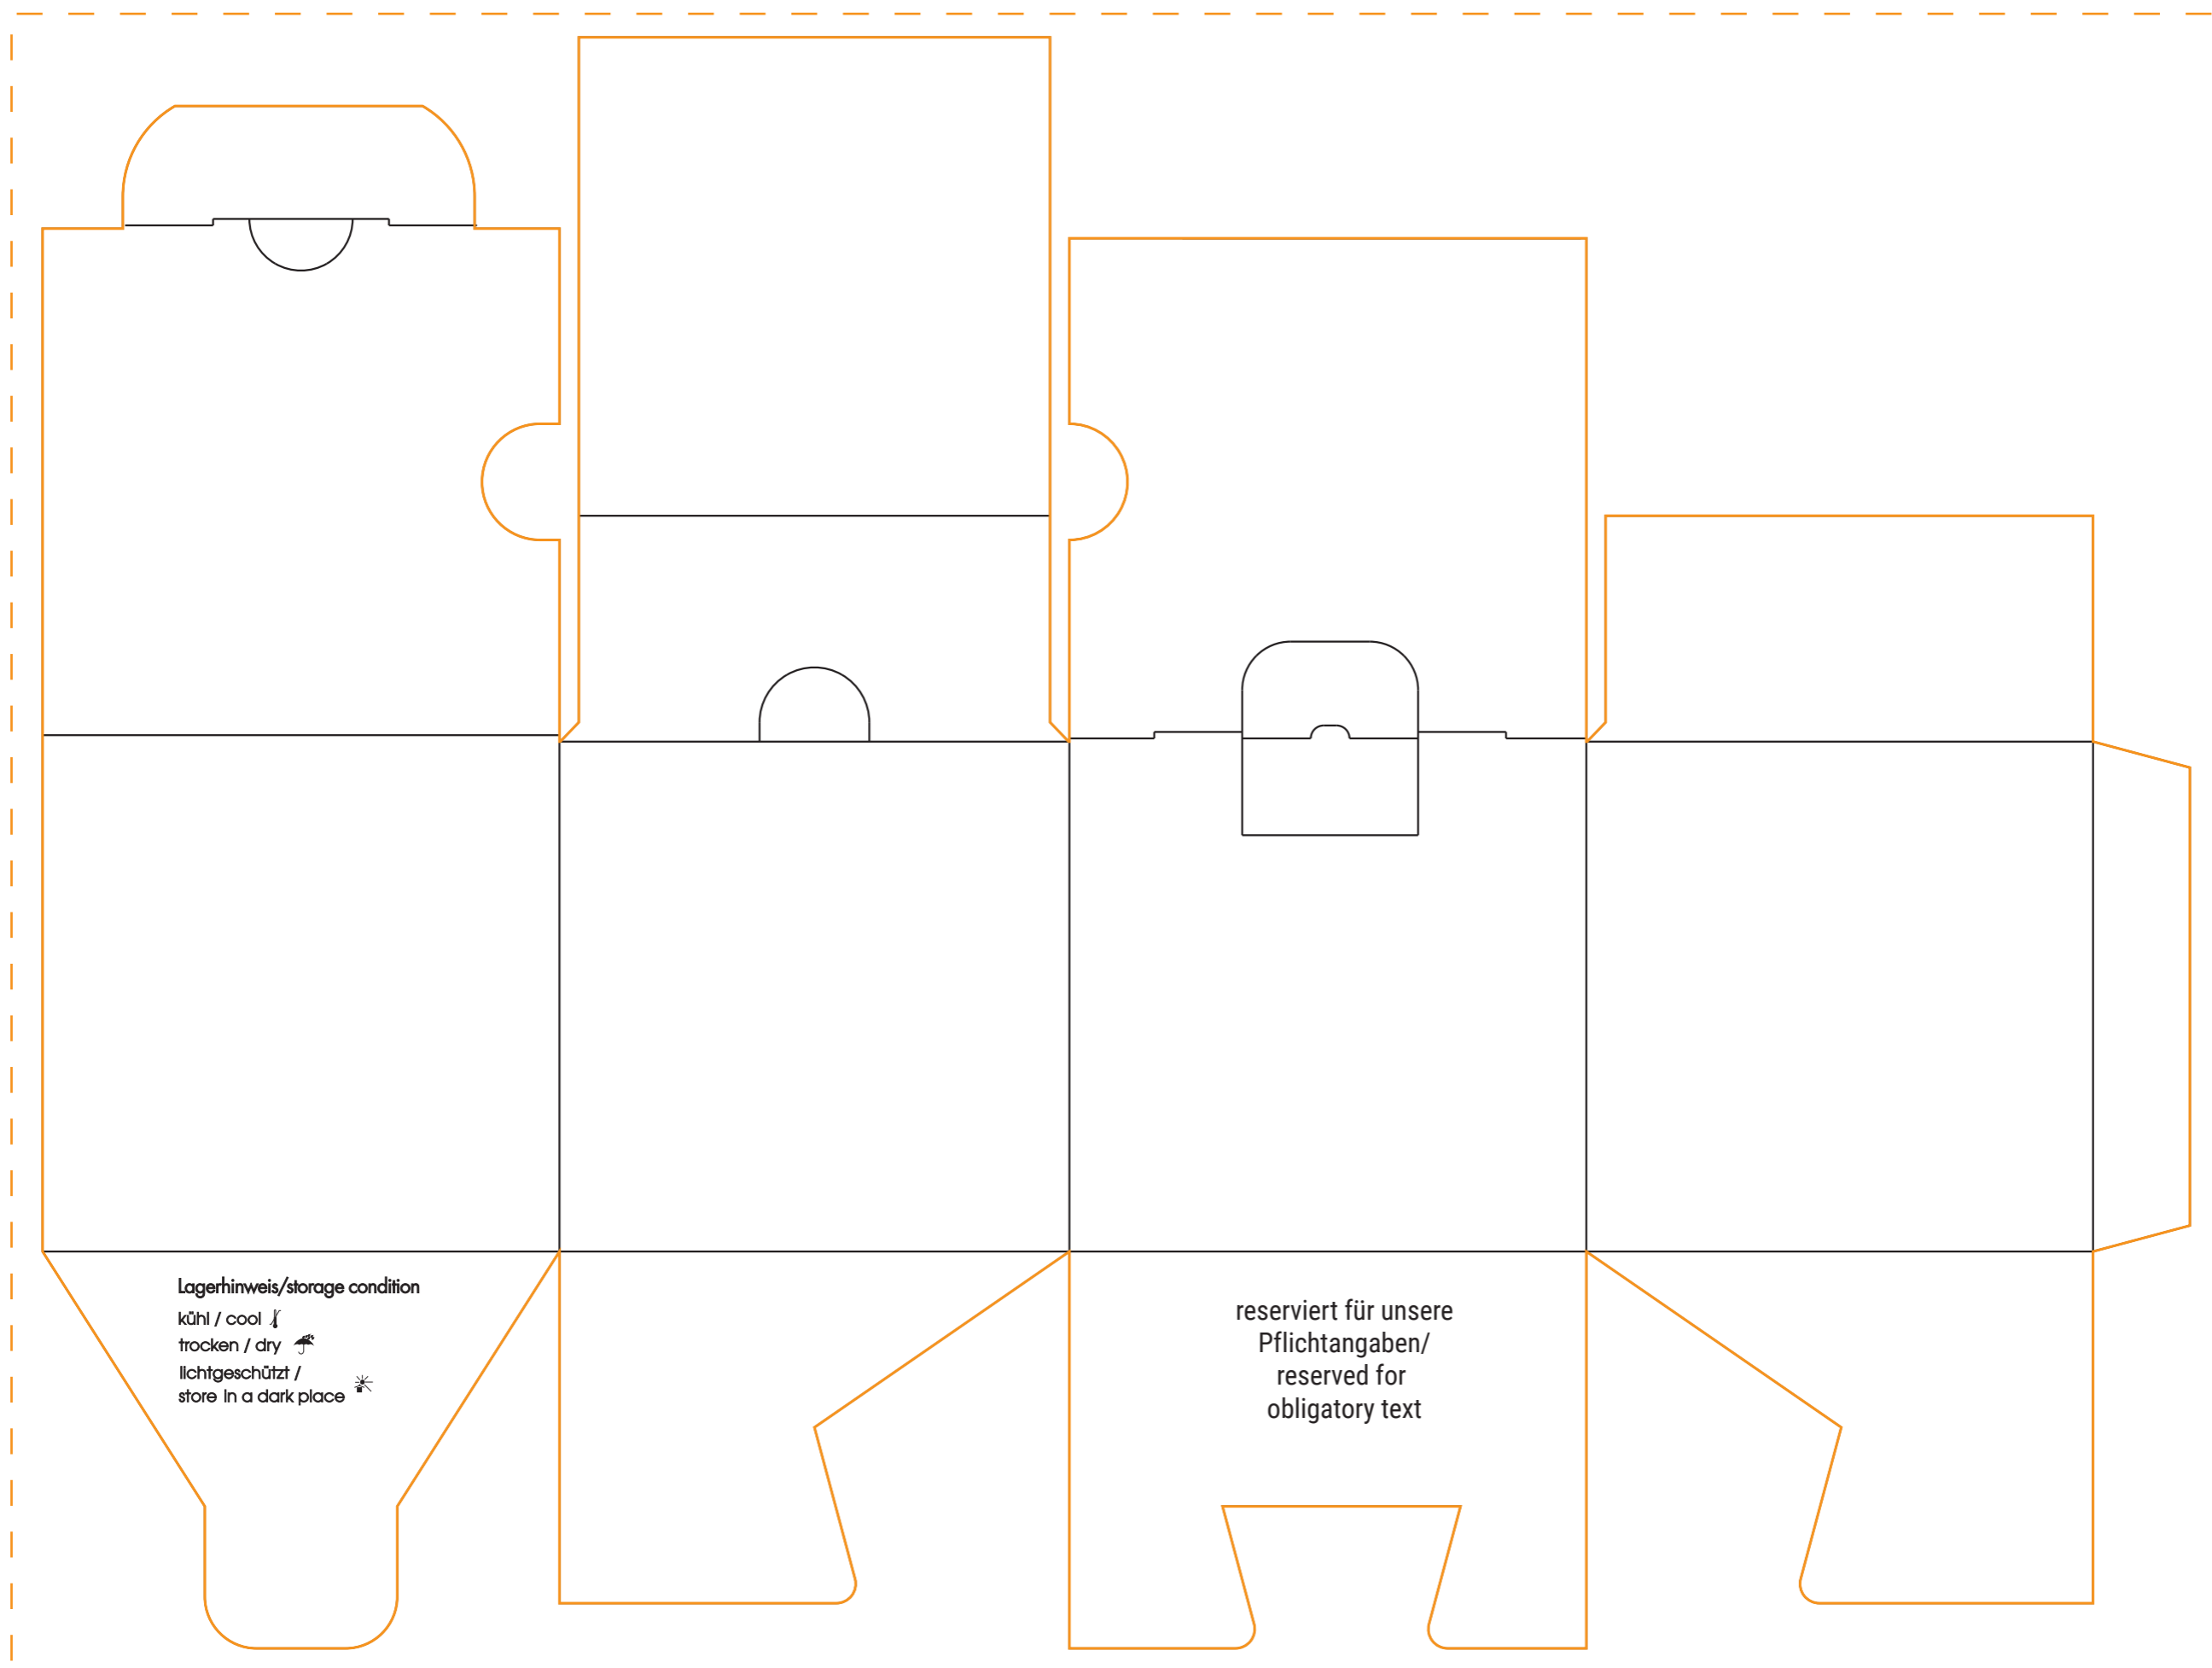 Lagerhinweis/storage condition
kühl / cool
trocken / dry
lichtgeschützt /
store in a dark place
reserviert für unsere
Pflichtangaben/
reserved for
obligatory text